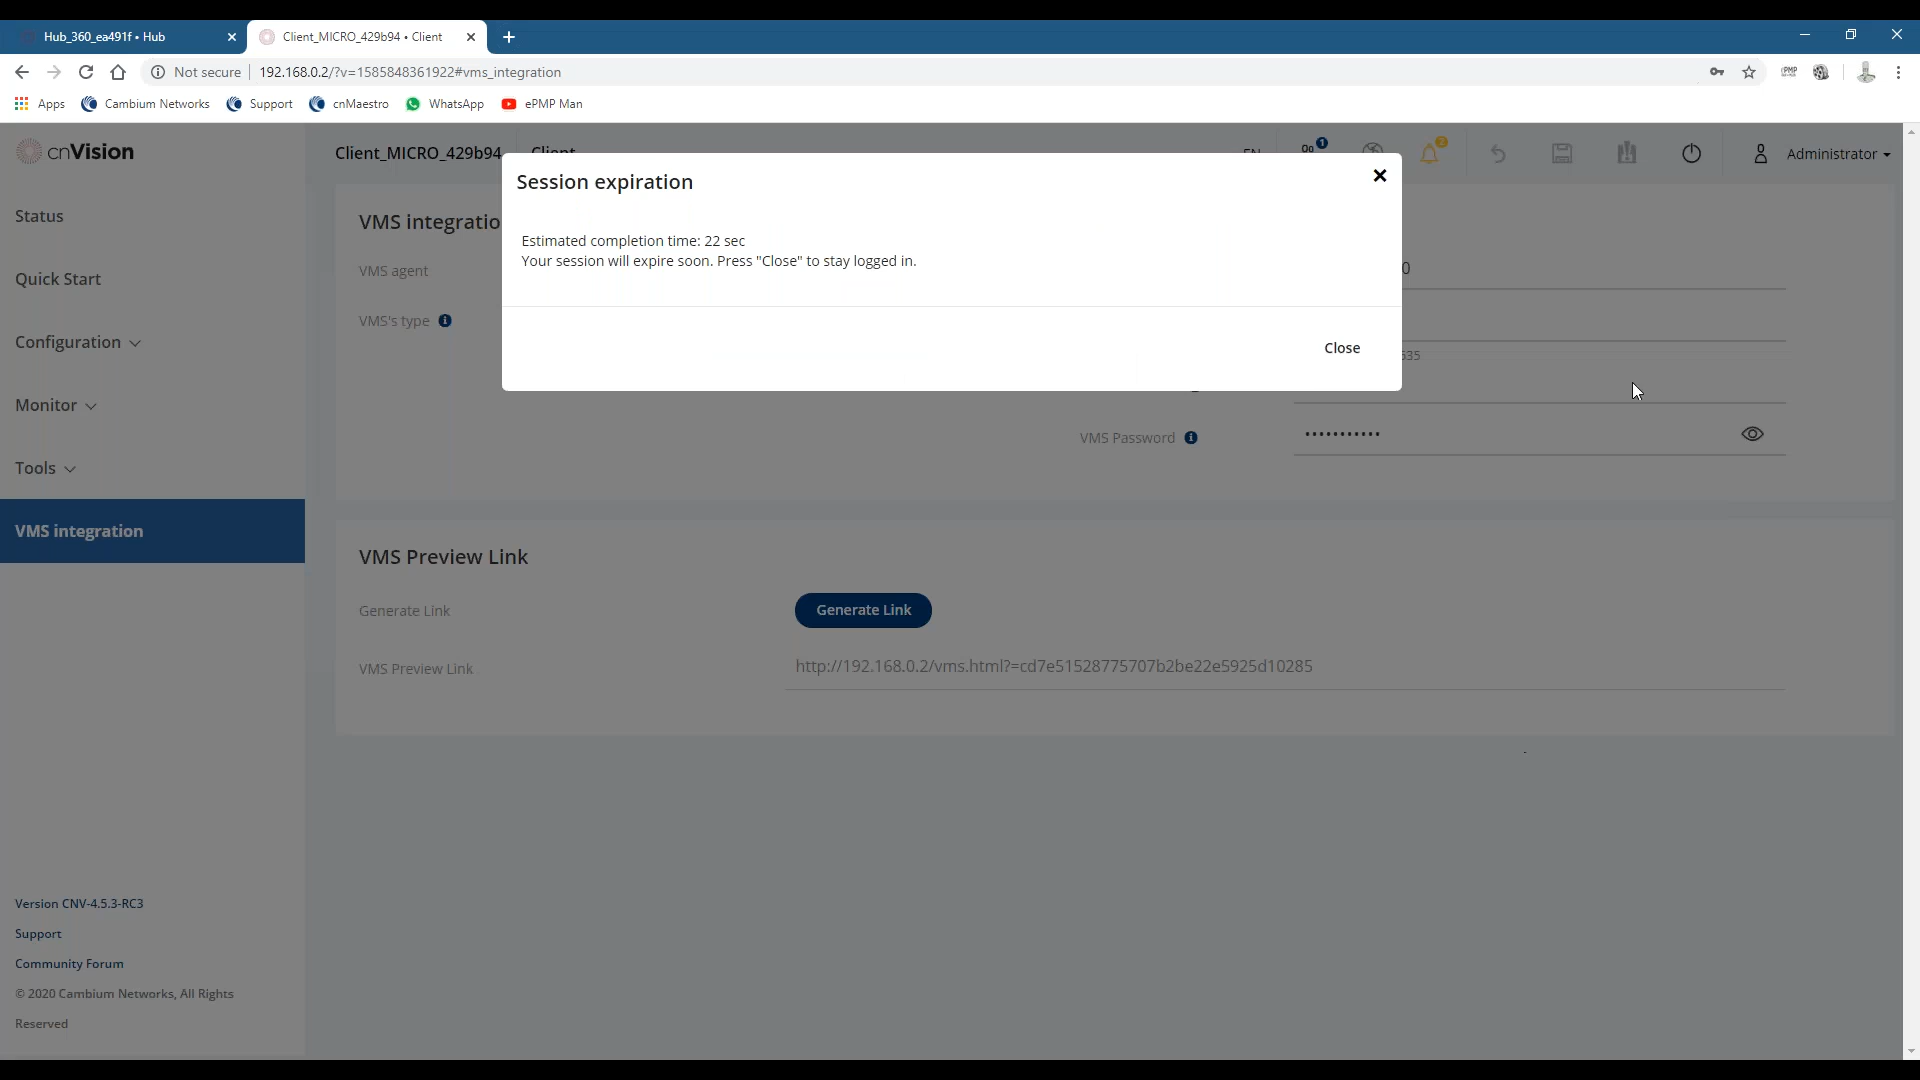 Hub_360_ea491f • Hub
Client_MICRO_429b94 • Client
Not secure
192.168.0.2/?v=1585848361922#vms_integration
Apps
Cambium Networks
Support
cnMaestro
WhatsApp
ePMP Man
cnVision
Client_MICRO_429b94
Client
EN
1
2
Administrator
Session expiration
Estimated completion time: 22 sec
Your session will expire soon. Press "Close" to stay logged in.
Close
Status
Quick Start
Configuration
Monitor
Tools
VMS integration
VMS integratio
VMS agent
VMS's type
0
535
VMS Password
•••••••••••
VMS Preview Link
Generate Link
Generate Link
VMS Preview Link
http://192.168.0.2/vms.html?=cd7e51528775707b2be22e5925d10285
Version CNV-4.5.3-RC3
Support
Community Forum
© 2020 Cambium Networks, All Rights
Reserved